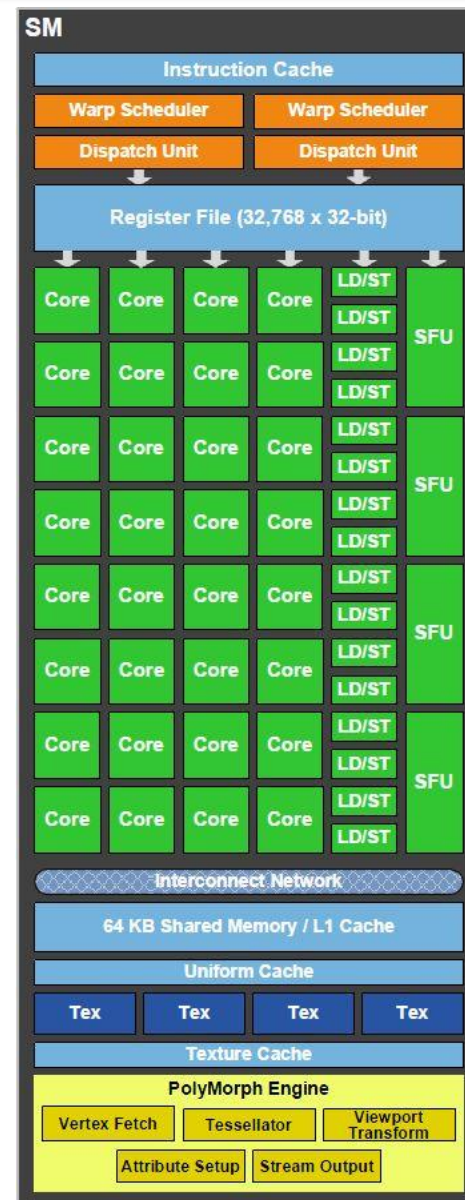 SM
Instruction Cache
Warp Scheduler Warp Scheduler
Dispatch Unit Dispatch Unit
Register File (32,768 x 32-bit)
LD/ST
Core Core Core Core
LD/ST
SFU
LD/ST
Core Core Core Core
LD/ST
LD/ST
Core Core Core Core
LD/ST
SFU
LD/ST
Core Core Core Core
LD/ST
LD/ST
Core Core Core Core
LD/ST
SFU
LD/ST
Core Core Core Core
LD/ST
LD/ST
Core Core Core Core
LD/ST
SFU
LD/ST
Core Core Core Core
LD/ST
Interconnect Network
64 KB Shared Memory / L1 Cache
Uniform Cache
Tex Tex Tex Tex
Texture Cache
PolyMorph Engine
Vertex Fetch Tessellator Viewport
Transform
Attribute Setup Stream Output